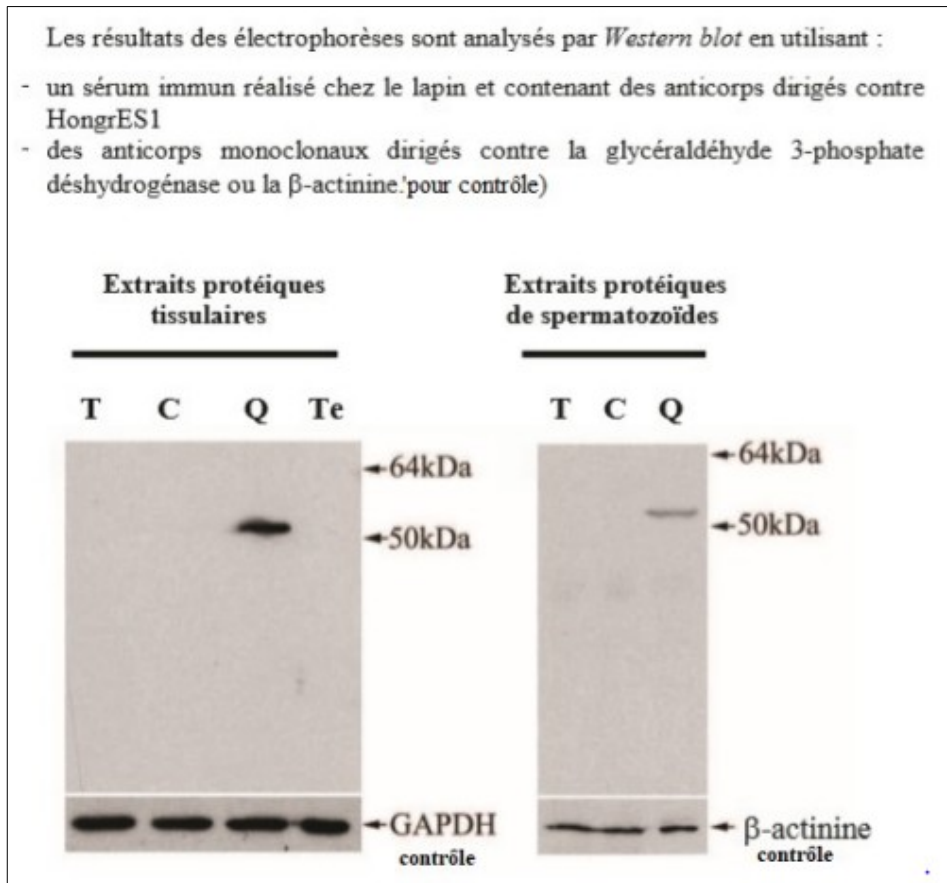 Les résultats des électrophorèses sont analysés par Western blot en utilisant :
- un sérum immun réalisé chez le lapin et contenant des anticorps dirigés contre
HongrES1
- des anticorps monoclonaux dirigés contre la glycéraldéhyde 3-phosphate
déshydrogénase ou la β-actinine.'pour contrôle)
Extraits protéiques
tissulaires
T C Q Te
64kDa
50kDa
GAPDH
contrôle
Extraits protéiques
de spermatozoïdes
T C Q
64kDa
50kDa
β-actinine
contrôle